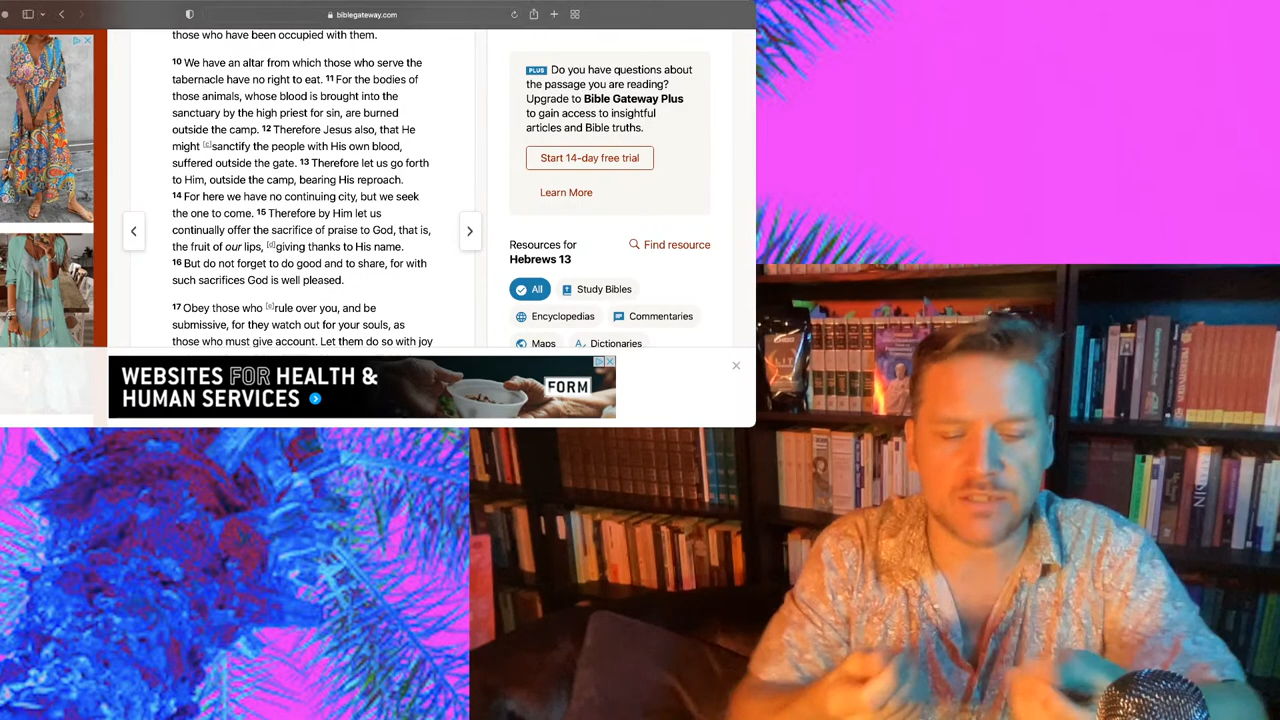 biblegateway.com
those who have been occupied with them.
10 We have an altar from which those who serve the
tabernacle have no right to eat. 11 For the bodies of
those animals, whose blood is brought into the
sanctuary by the high priest for sin, are burned
outside the camp. 12 Therefore Jesus also, that He
might [c]sanctify the people with His own blood,
suffered outside the gate. 13 Therefore let us go forth
to Him, outside the camp, bearing His reproach.
14 For here we have no continuing city, but we seek
the one to come. 15 Therefore by Him let us
continually offer the sacrifice of praise to God, that is,
the fruit of our lips, [d]giving thanks to His name.
16 But do not forget to do good and to share, for with
such sacrifices God is well pleased.
17 Obey those who [e]rule over you, and be
submissive, for they watch out for your souls, as
those who must give account. Let them do so with joy
PLUS Do you have questions about
the passage you are reading?
Upgrade to Bible Gateway Plus
to gain access to insightful
articles and Bible truths.
Start 14-day free trial
Learn More
Resources for
Hebrews 13
Find resource
All
Study Bibles
Encyclopedias
Commentaries
Maps
Dictionaries
WEBSITES FOR HEALTH &
HUMAN SERVICES
FORM